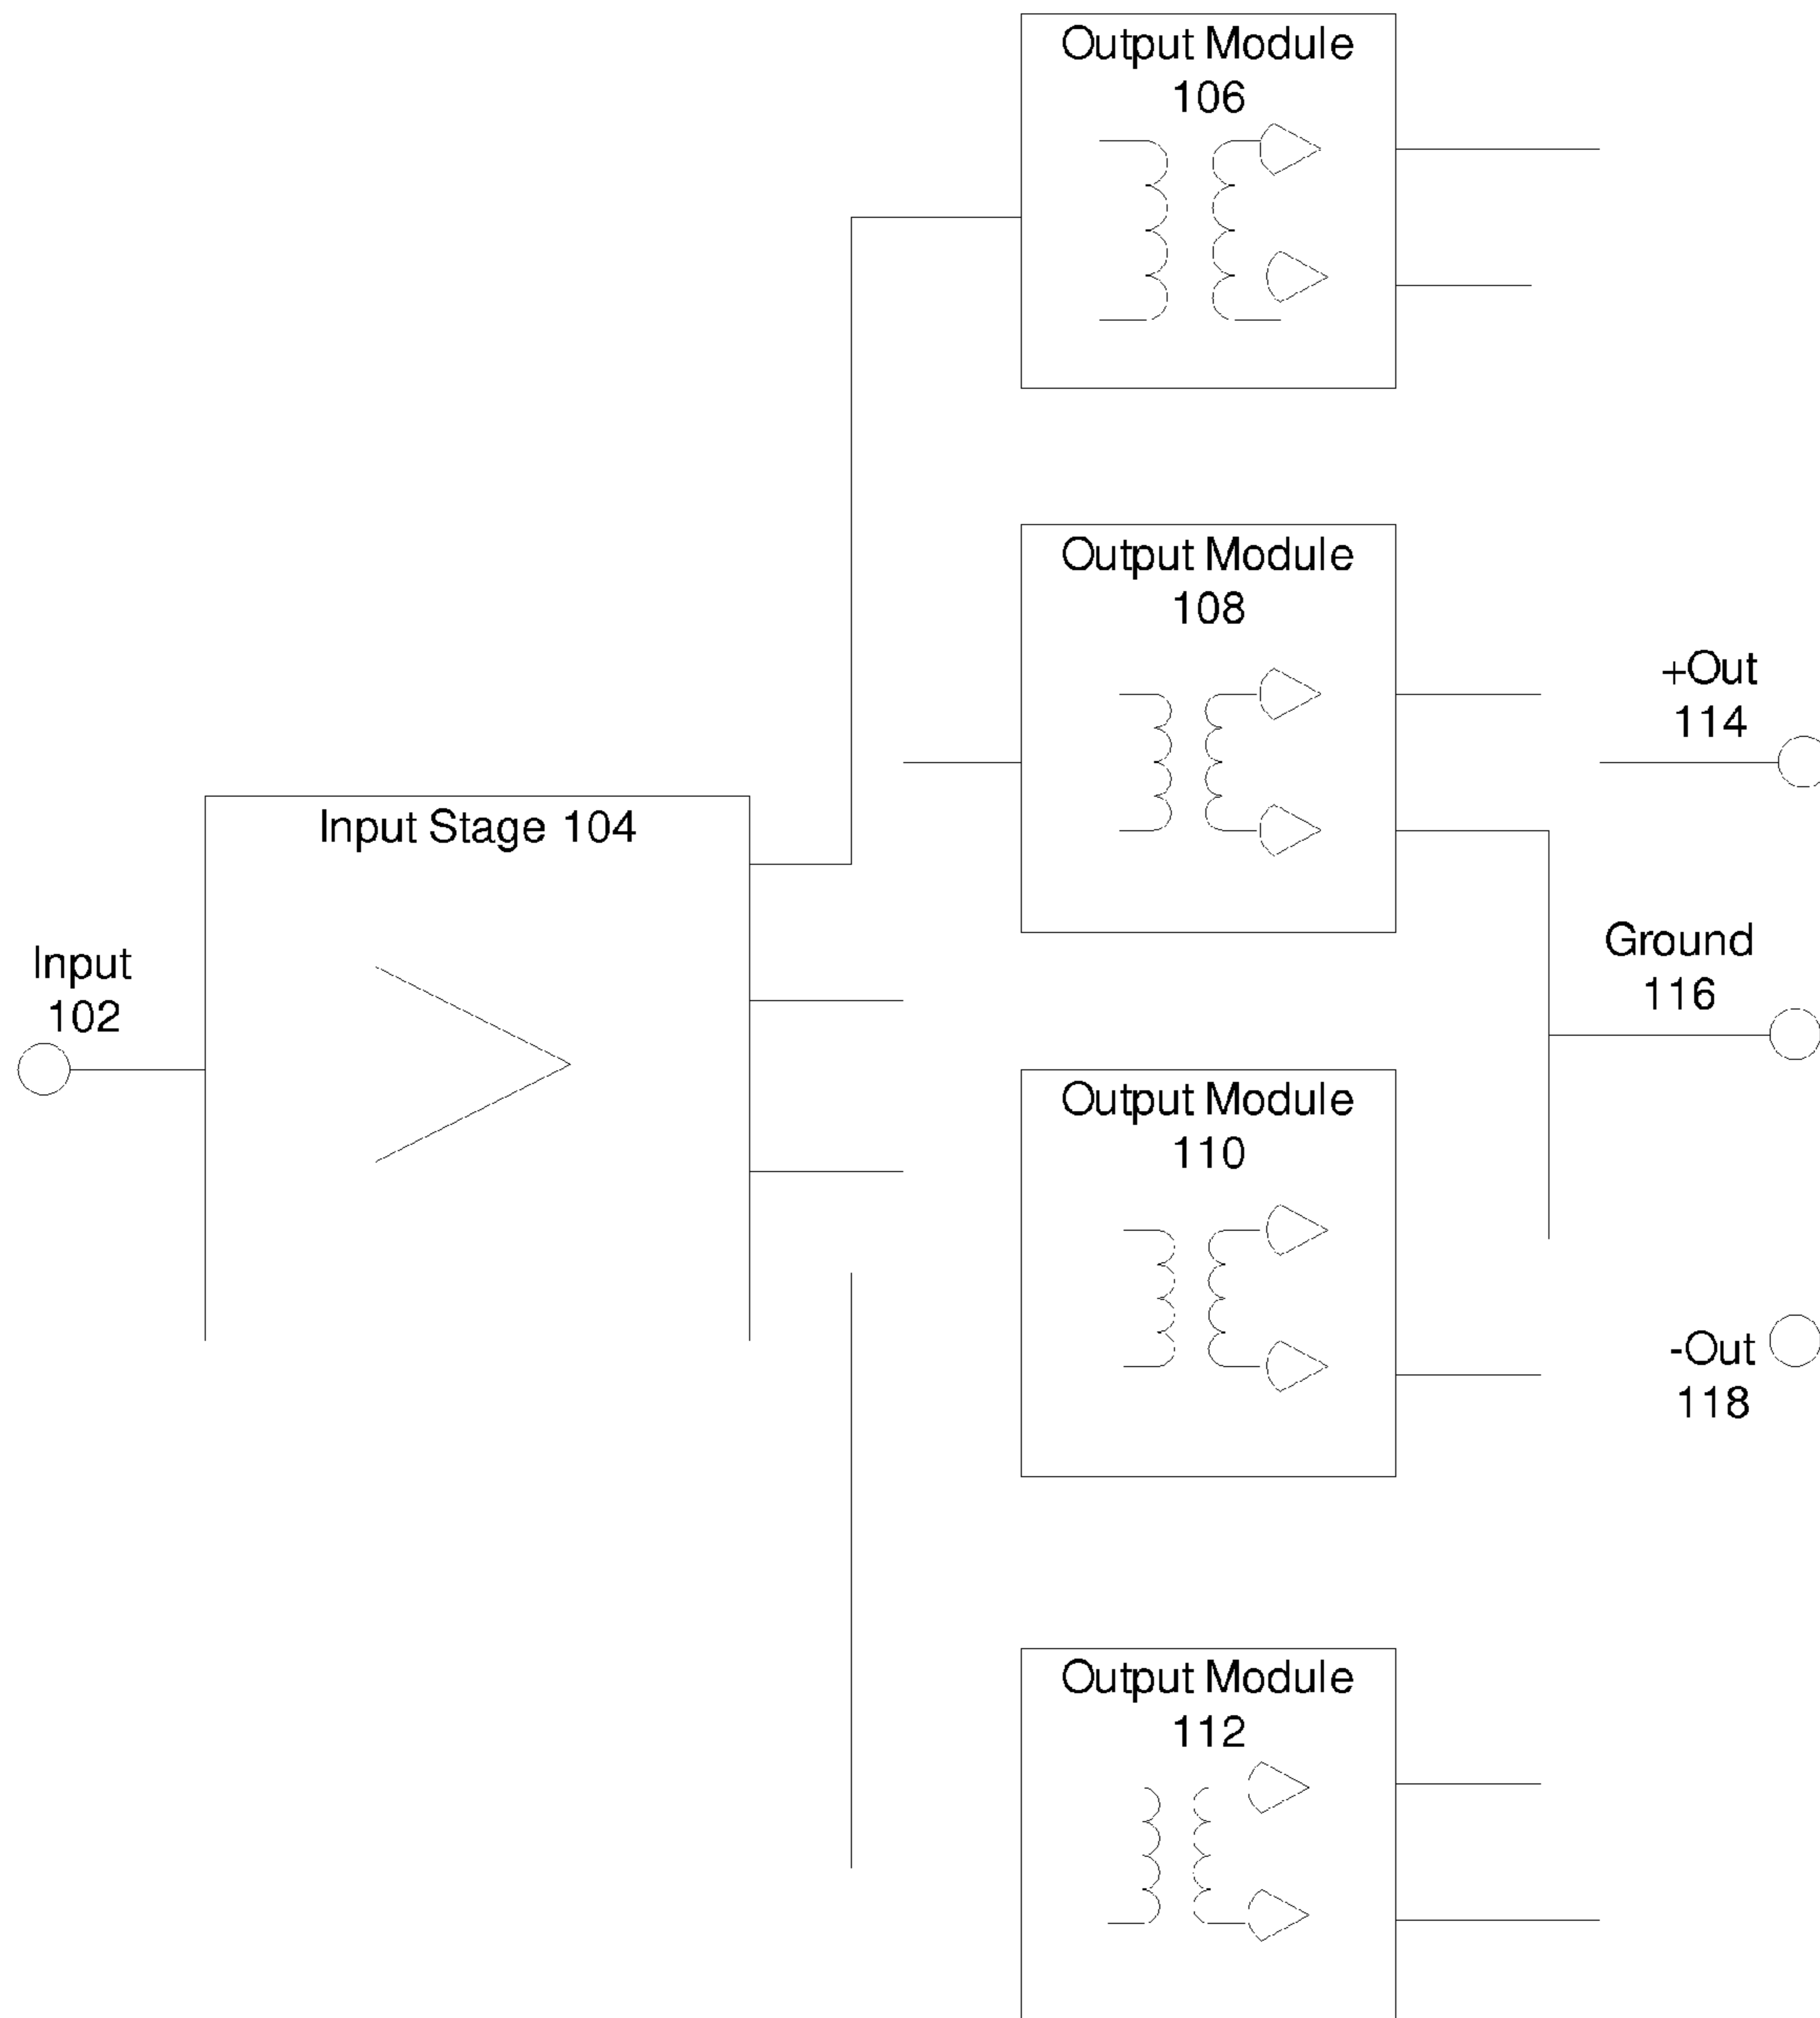 Output Module
106
Output Module
108
+Out
114
Input Stage 104
Input
102
Ground
116
Output Module
110
-Out
118
Output Module
112